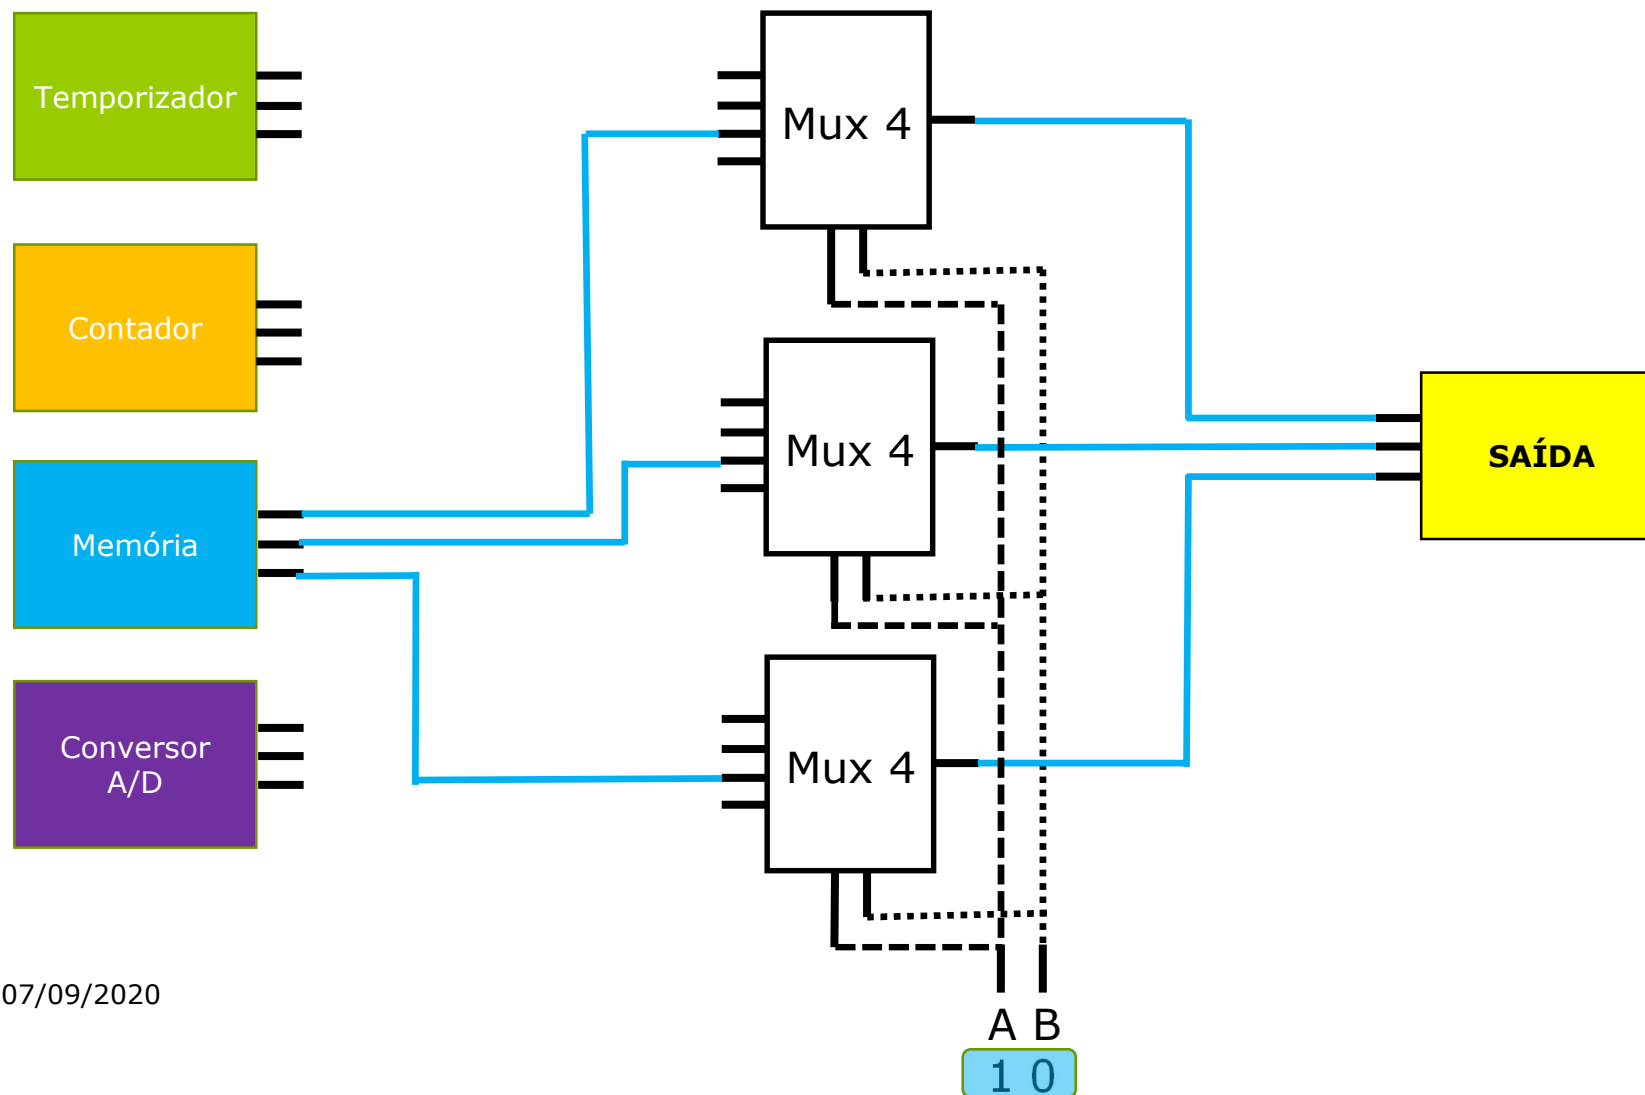 Temporizador
Mux 4
Contador
Mux 4
SAÍDA
Memória
Conversor
A/D
Mux 4
07/09/2020
A B
1 0